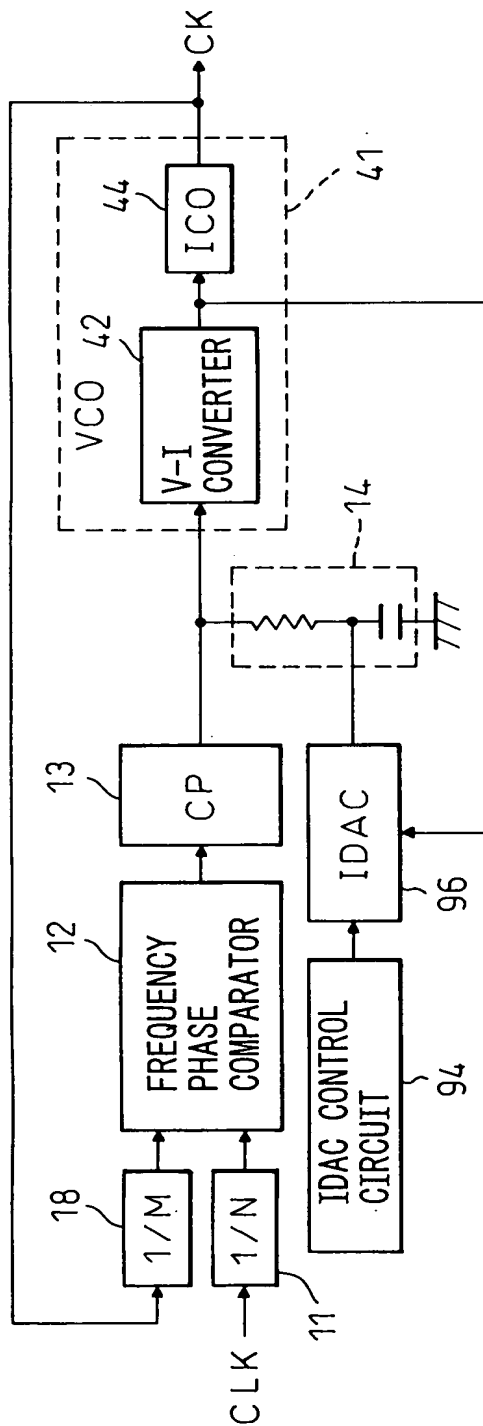 CLK
11
1/N
18
1/M
12
FREQUENCY
PHASE
COMPARATOR
13
CP
VCO
42
V-I
CONVERTER
44
ICO
41
CK
14
IDAC
96
IDAC CONTROL
CIRCUIT
94